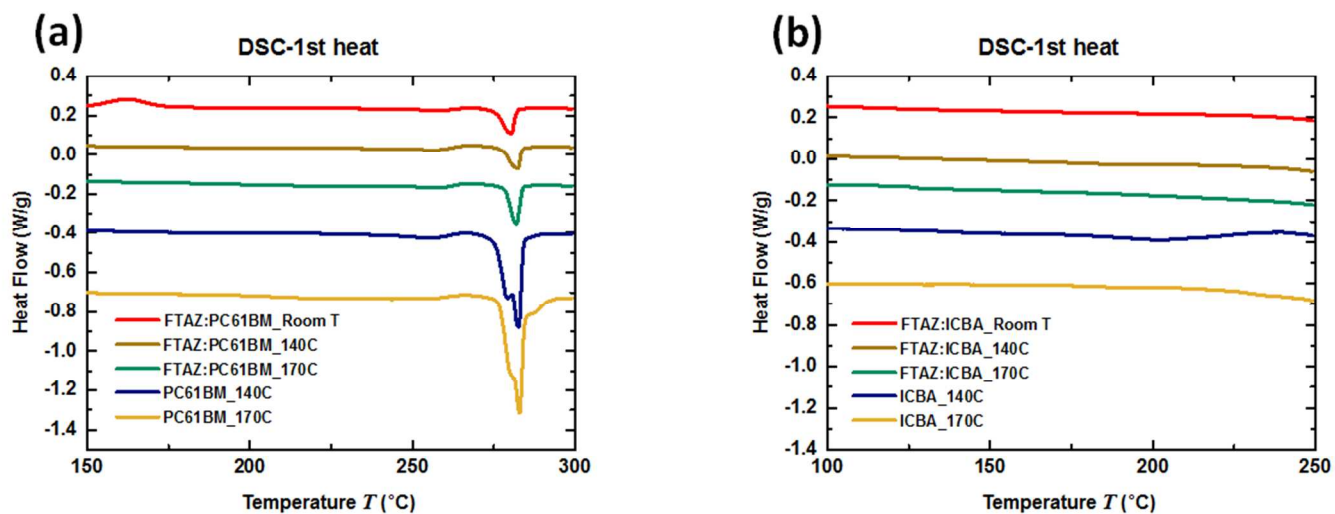 (a)
DSC-1st heat
Heat Flow (W/g)
0.4
0.2
0.0
-0.2
-0.4
-0.6
-0.8
-1.0
-1.2
-1.4
FTAZ:PC61BM_Room T
FTAZ:PC61BM_140C
FTAZ:PC61BM_170C
PC61BM_140C
PC61BM_170C
150 200 250 300
Temperature T (°C)
(b)
DSC-1st heat
Heat Flow (W/g)
0.4
0.2
0.0
-0.2
-0.4
-0.6
-0.8
-1.0
-1.2
-1.4
FTAZ:ICBA_Room T
FTAZ:ICBA_140C
FTAZ:ICBA_170C
ICBA_140C
ICBA_170C
100 150 200 250
Temperature T (°C)